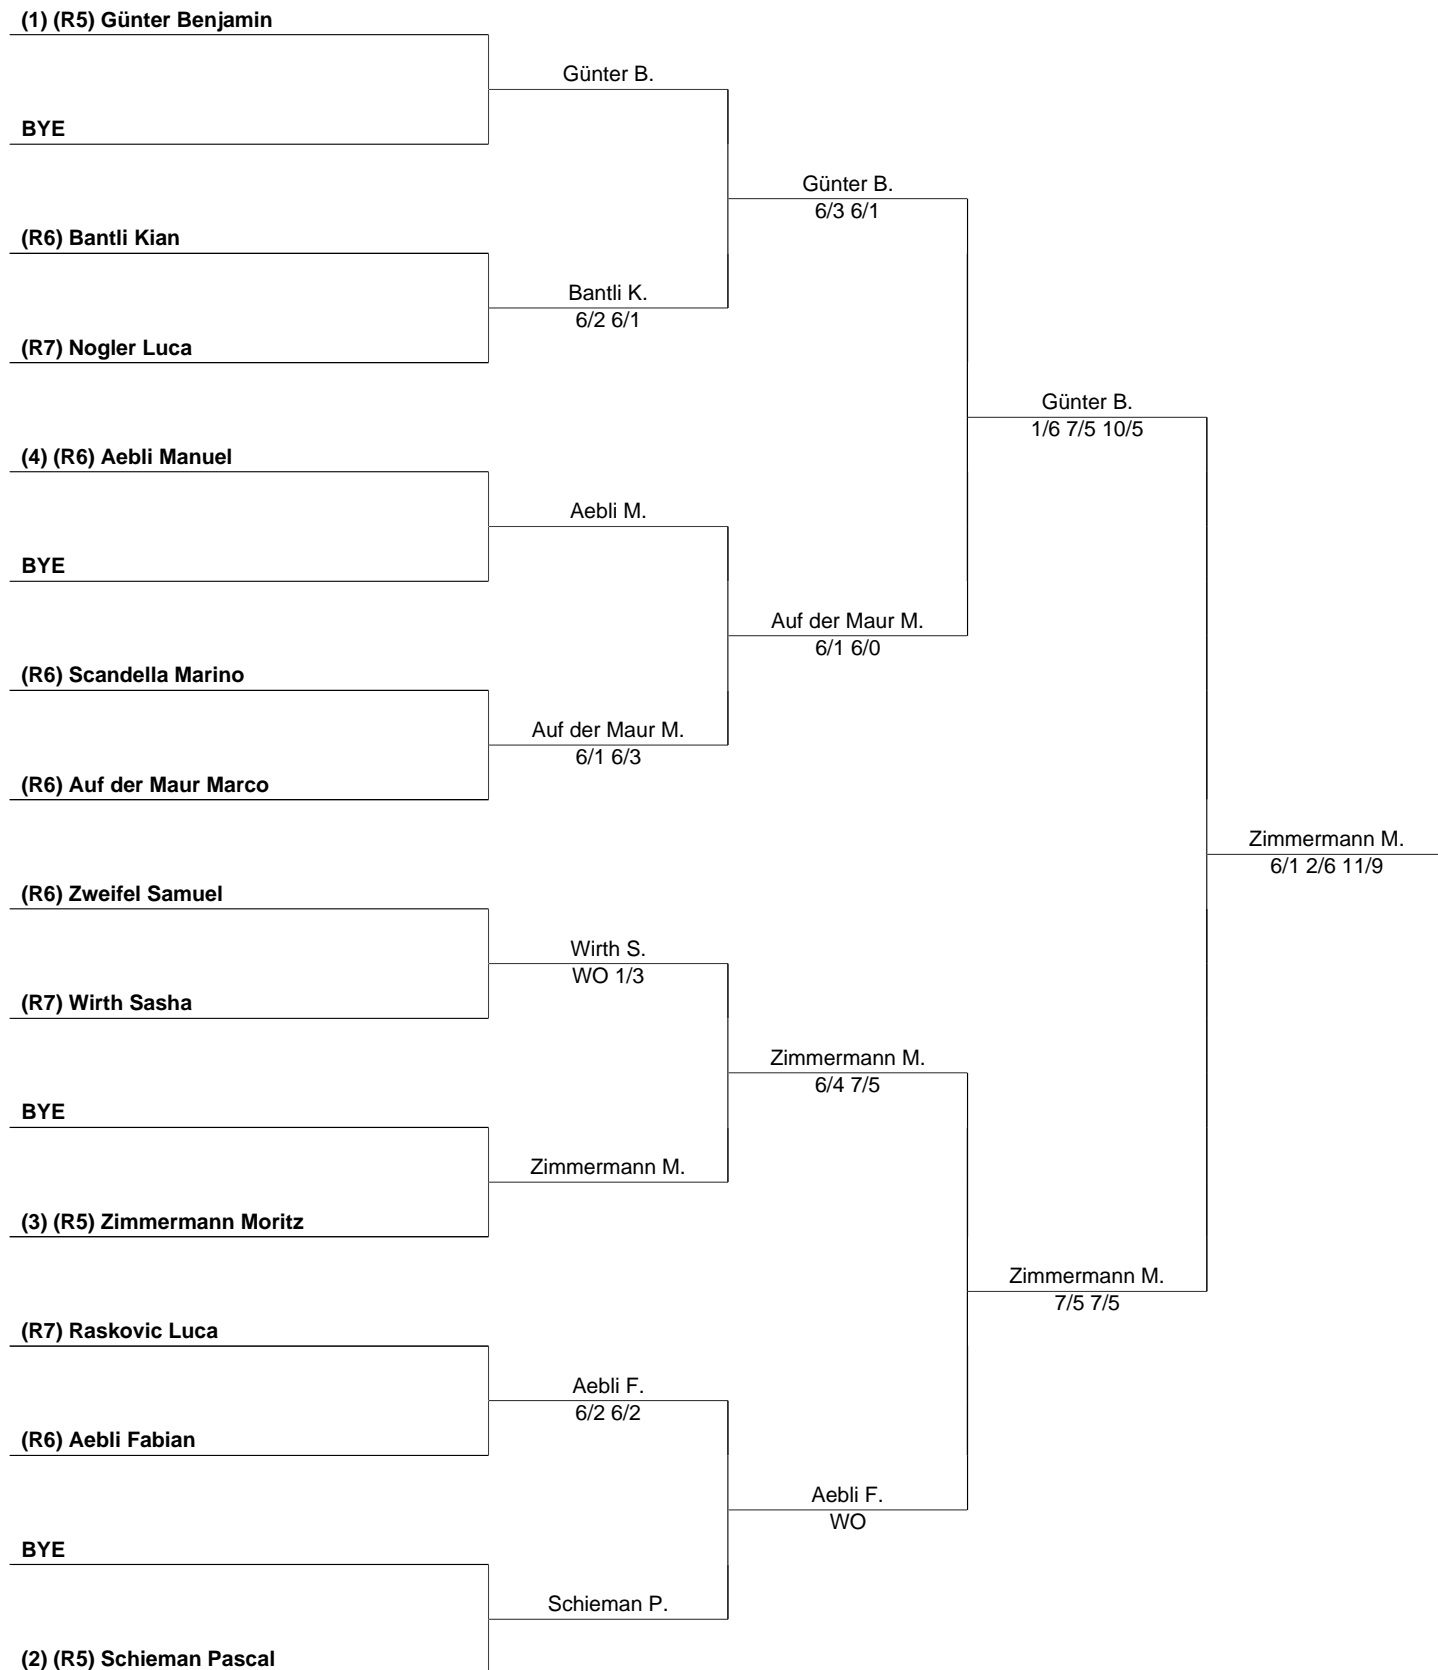 (1) (R5) Günter Benjamin
Günter B.
BYE
Günter B.
6/3 6/1
(R6) Bantli Kian
Bantli K.
6/2 6/1
(R7) Nogler Luca
Günter B.
1/6 7/5 10/5
(4) (R6) Aebli Manuel
Aebli M.
BYE
Auf der Maur M.
6/1 6/0
(R6) Scandella Marino
Auf der Maur M.
6/1 6/3
(R6) Auf der Maur Marco
Zimmermann M.
6/1 2/6 11/9
(R6) Zweifel Samuel
Wirth S.
WO 1/3
(R7) Wirth Sasha
Zimmermann M.
6/4 7/5
BYE
Zimmermann M.
(3) (R5) Zimmermann Moritz
Zimmermann M.
7/5 7/5
(R7) Raskovic Luca
Aebli F.
6/2 6/2
(R6) Aebli Fabian
Aebli F.
WO
BYE
Schieman P.
(2) (R5) Schieman Pascal